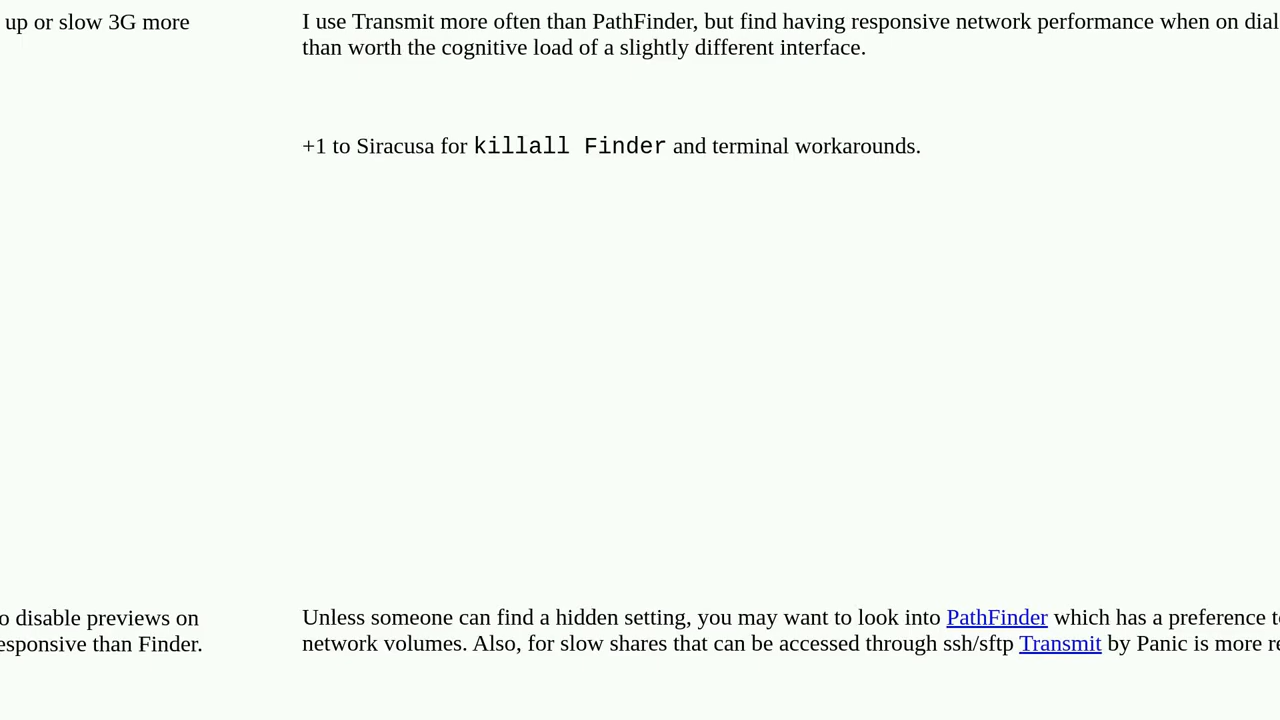 up or slow 3G more
I use Transmit more often than PathFinder, but find having responsive network performance when on dial
than worth the cognitive load of a slightly different interface.
+1 to Siracusa for killall Finder and terminal workarounds.
o disable previews on
esponsive than Finder.
Unless someone can find a hidden setting, you may want to look into PathFinder which has a preference t
network volumes. Also, for slow shares that can be accessed through ssh/sftp Transmit by Panic is more r